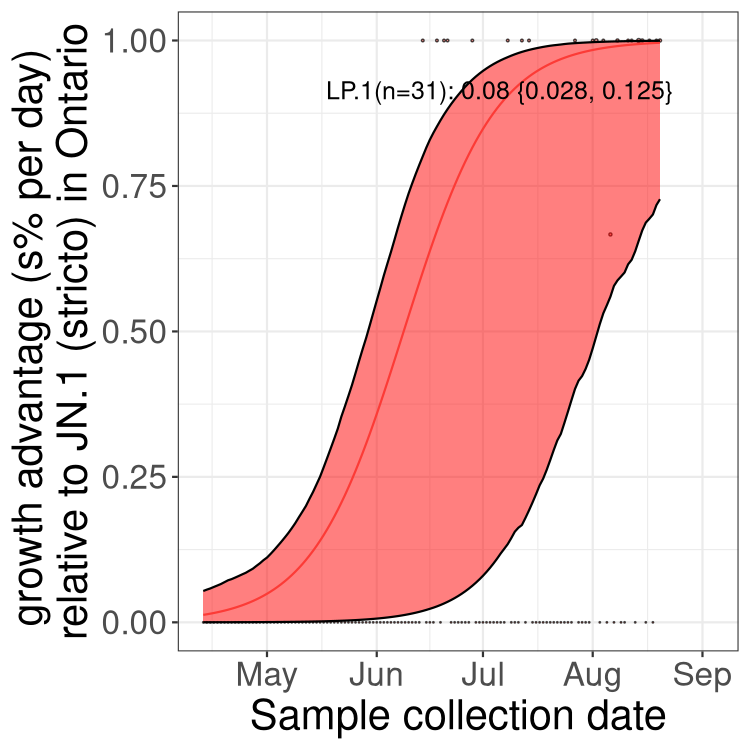 growth advantage (s% per day)
relative to JN.1 (stricto) in Ontario
1.00
0.75
0.50
0.25
0.00
LP.1(n=31): 0.08 {0.028, 0.125}
May Jun Jul Aug Sep
Sample collection date